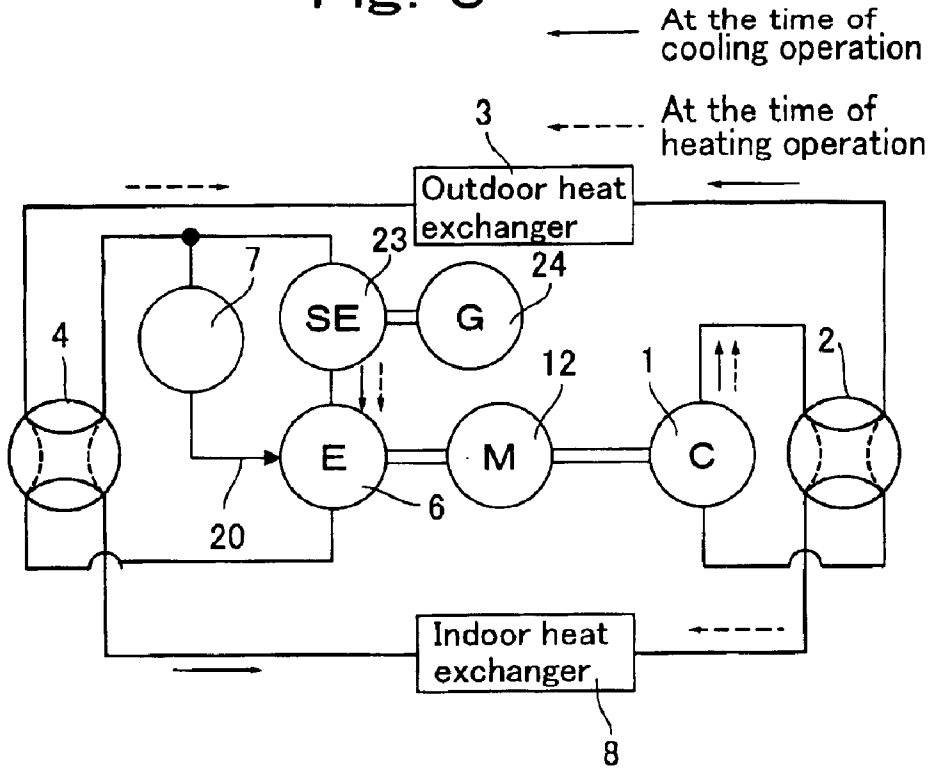 At the time of
cooling operation
At the time of
heating operation
3
Outdoor heat
exchanger
23
24
7
SE
G
4
12
1
2
E
M
C
6
20
Indoor heat
exchanger
8